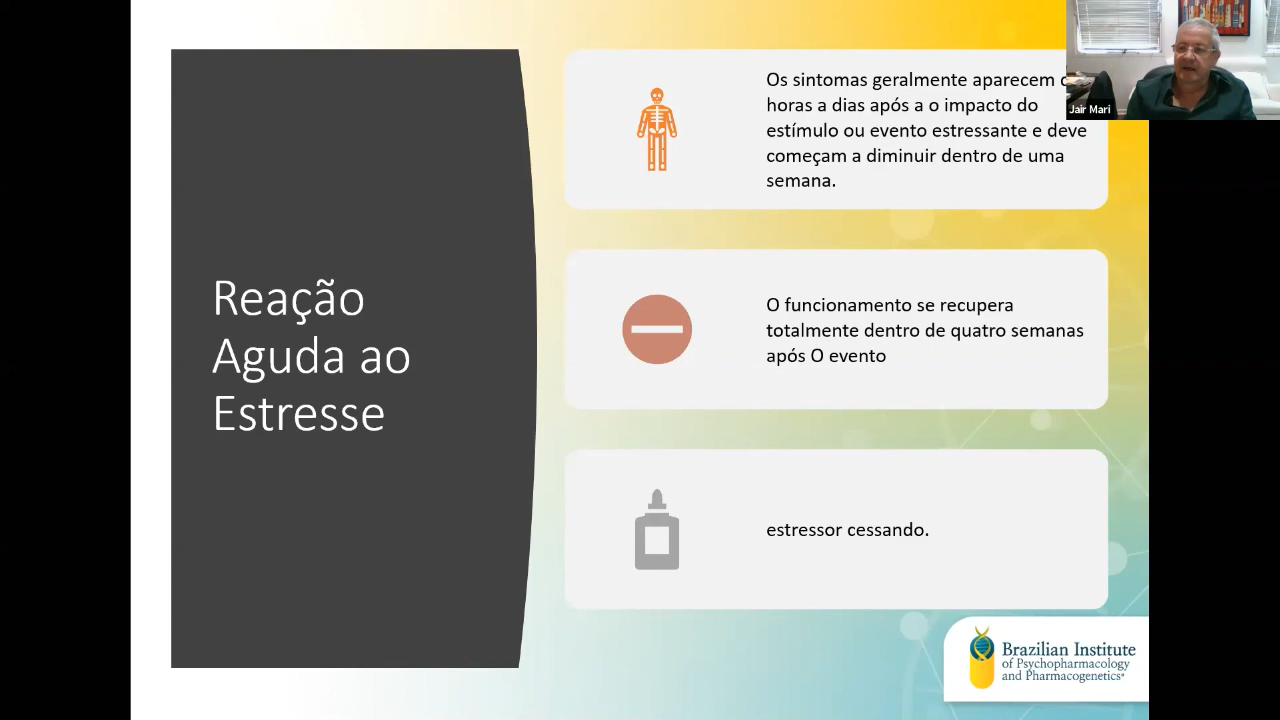 Reação
Aguda ao
Estresse
Os sintomas geralmente aparecem
horas a dias após a o impacto do
estímulo ou evento estressante e deve
começam a diminuir dentro de uma
semana.
O funcionamento se recupera
totalmente dentro de quatro semanas
após O evento
estressor cessando.
Jair Mari
Brazilian Institute
of Psychopharmacology
and Pharmacogenetics